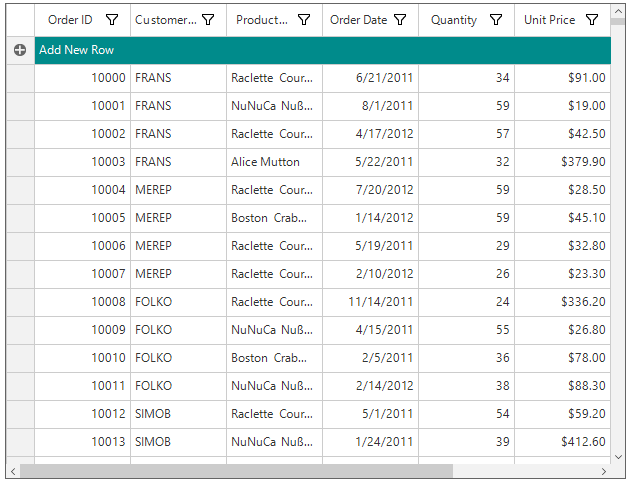 Order ID Customer... Product... Order Date Quantity Unit Price
Add New Row
10000 FRANS Raclette Cour... 6/21/2011 34 $91.00
10001 FRANS NuNuCa Nuß... 8/1/2011 59 $19.00
10002 FRANS Raclette Cour... 4/17/2012 57 $42.50
10003 FRANS Alice Mutton 5/22/2011 32 $379.90
10004 MEREP Raclette Cour... 7/20/2012 59 $28.50
10005 MEREP Boston Crab... 1/14/2012 59 $45.10
10006 MEREP Raclette Cour... 5/19/2011 29 $32.80
10007 MEREP Raclette Cour... 2/10/2012 26 $23.30
10008 FOLKO Raclette Cour... 11/14/2011 24 $336.20
10009 FOLKO NuNuCa Nuß... 4/15/2011 55 $26.80
10010 FOLKO Boston Crab... 2/5/2011 36 $78.00
10011 FOLKO NuNuCa Nuß... 2/14/2012 38 $88.30
10012 SIMOB Raclette Cour... 5/1/2011 54 $59.20
10013 SIMOB NuNuCa Nuß... 1/24/2011 39 $412.60